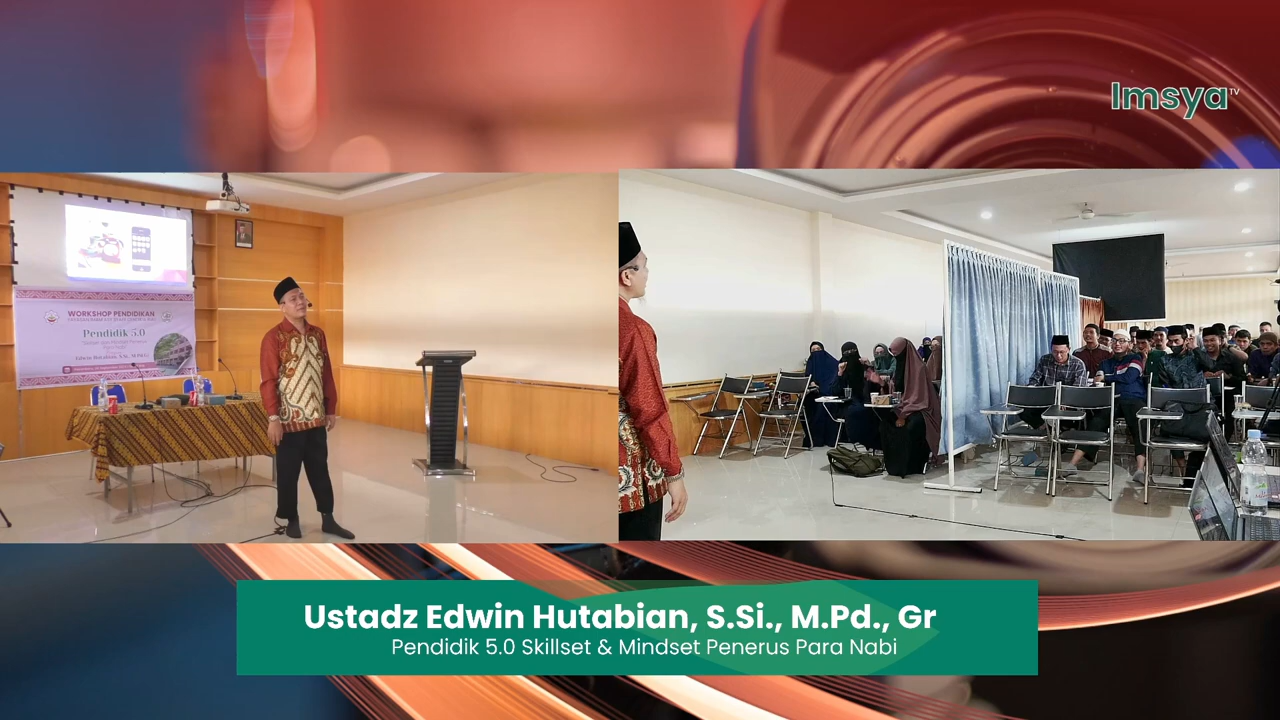 Imsya TV
WORKSHOP PENDIDIKAN
Pendidik 5.0
Ustadz Edwin Hutabian, S.Si., M.Pd., Gr
Pendidik 5.0 Skillset & Mindset Penerus Para Nabi